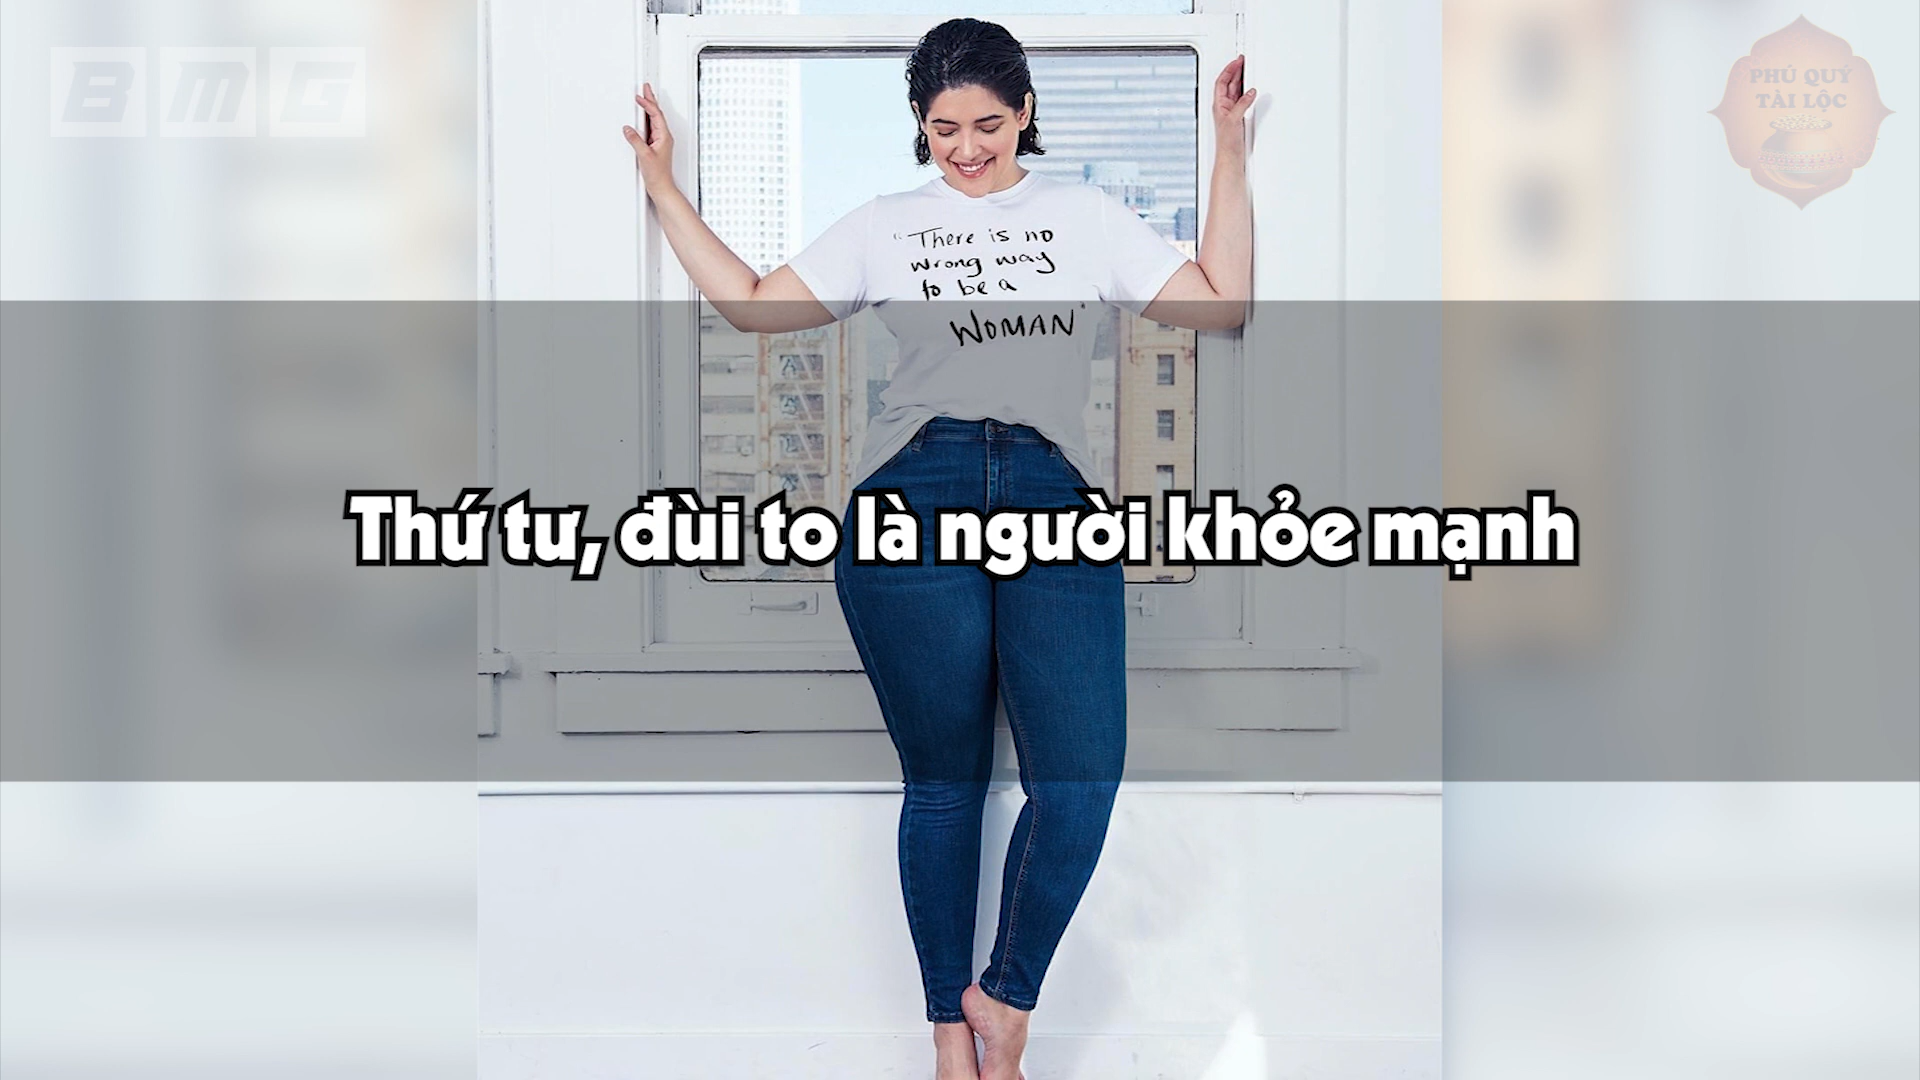 BMG
PHÚ QUÝ
TÀI LỘC
"There is no
wrong way
to be a
WOMAN"
Thứ tư, đùi to là người khỏe mạnh